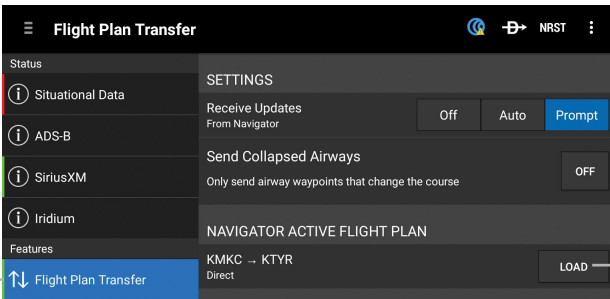 Flight Plan Transfer
NRST
Status
Situational Data
ADS-B
SiriusXM
Iridium
Features
Flight Plan Transfer
SETTINGS
Receive Updates
From Navigator
Off
Auto
Prompt
Send Collapsed Airways
Only send airway waypoints that change the course
OFF
NAVIGATOR ACTIVE FLIGHT PLAN
KMKC → KTYR
Direct
LOAD